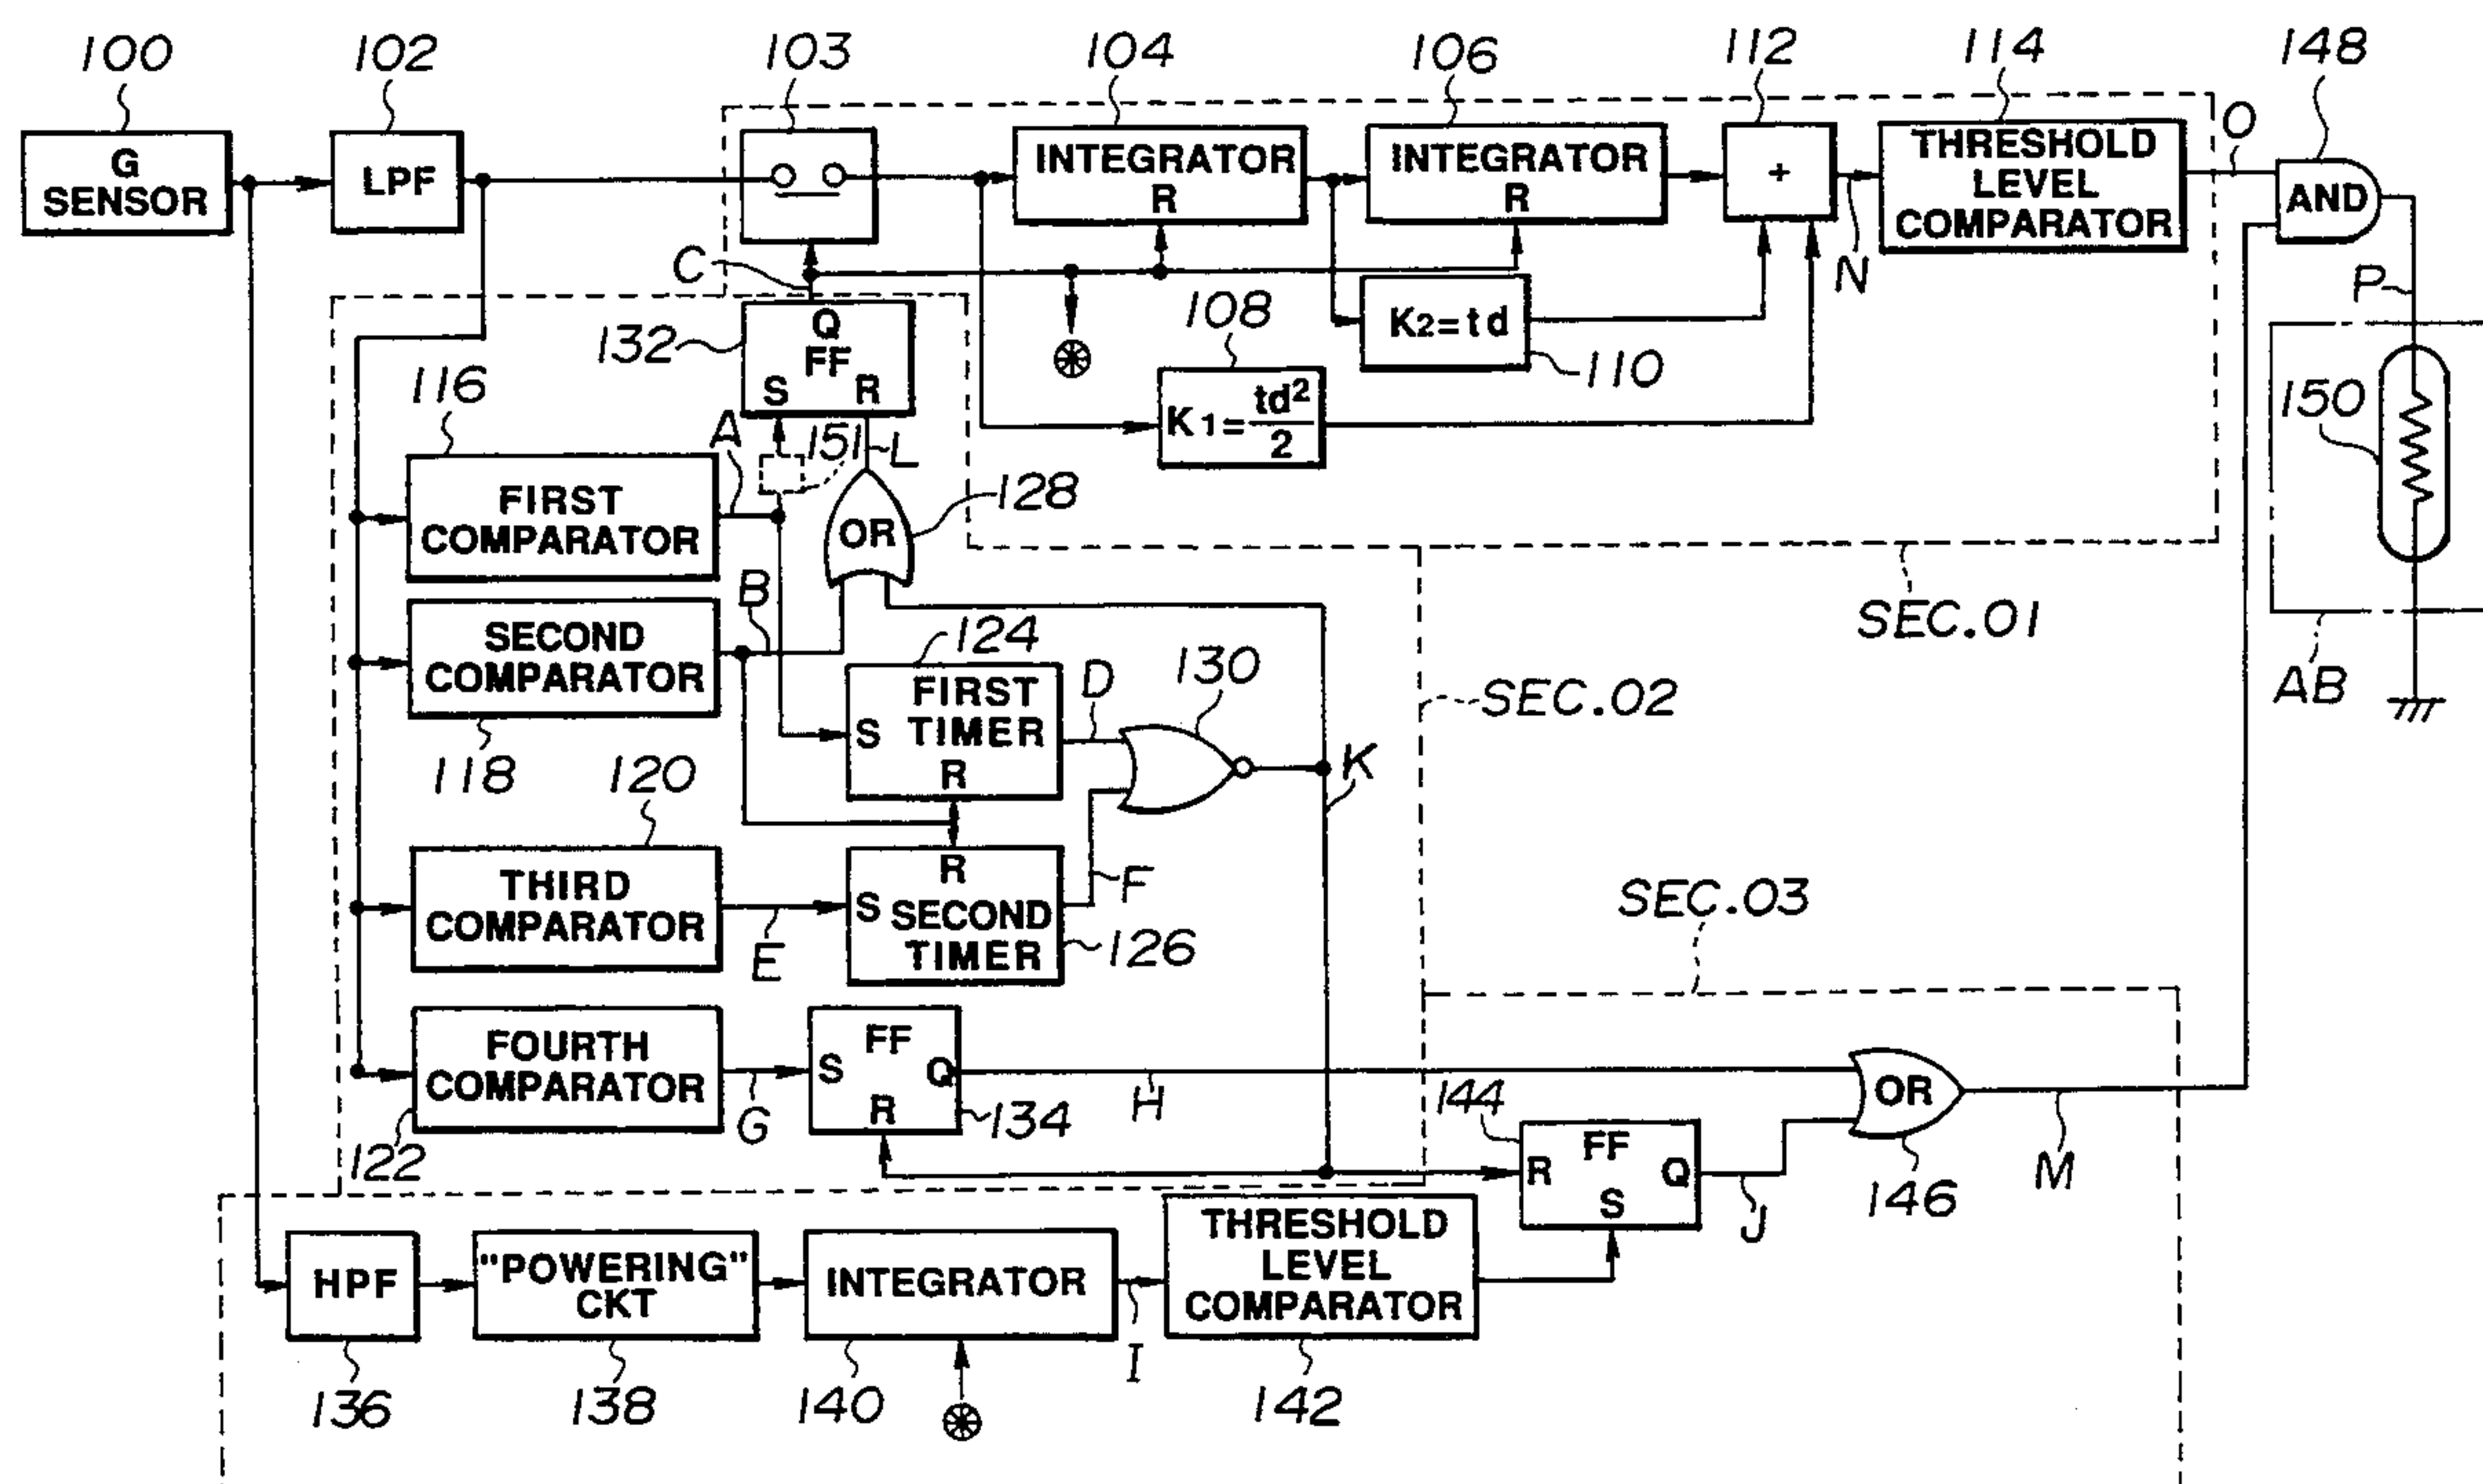 100
102
103
104
106
112
114
148
G
SENSOR
LPF
INTEGRATOR
R
INTEGRATOR
R
+
THRESHOLD
LEVEL
COMPARATOR
O
AND
C
N
P
132
Q
FF
S R
108
K2=td
110
K1=td²/2
150
116
A
151
L
128
FIRST
COMPARATOR
OR
SEC.01
AB
B
SECOND
COMPARATOR
118
124
FIRST
S TIMER
R
D
130
SEC.02
K
120
THIRD
COMPARATOR
E
R
S SECOND
TIMER
F
126
SEC.03
FOURTH
COMPARATOR
122
G
FF
S Q
R
134
H
144
FF
R Q
S
J
OR
146
M
HPF
136
"POWERING"
CKT
138
INTEGRATOR
140
I
THRESHOLD
LEVEL
COMPARATOR
142